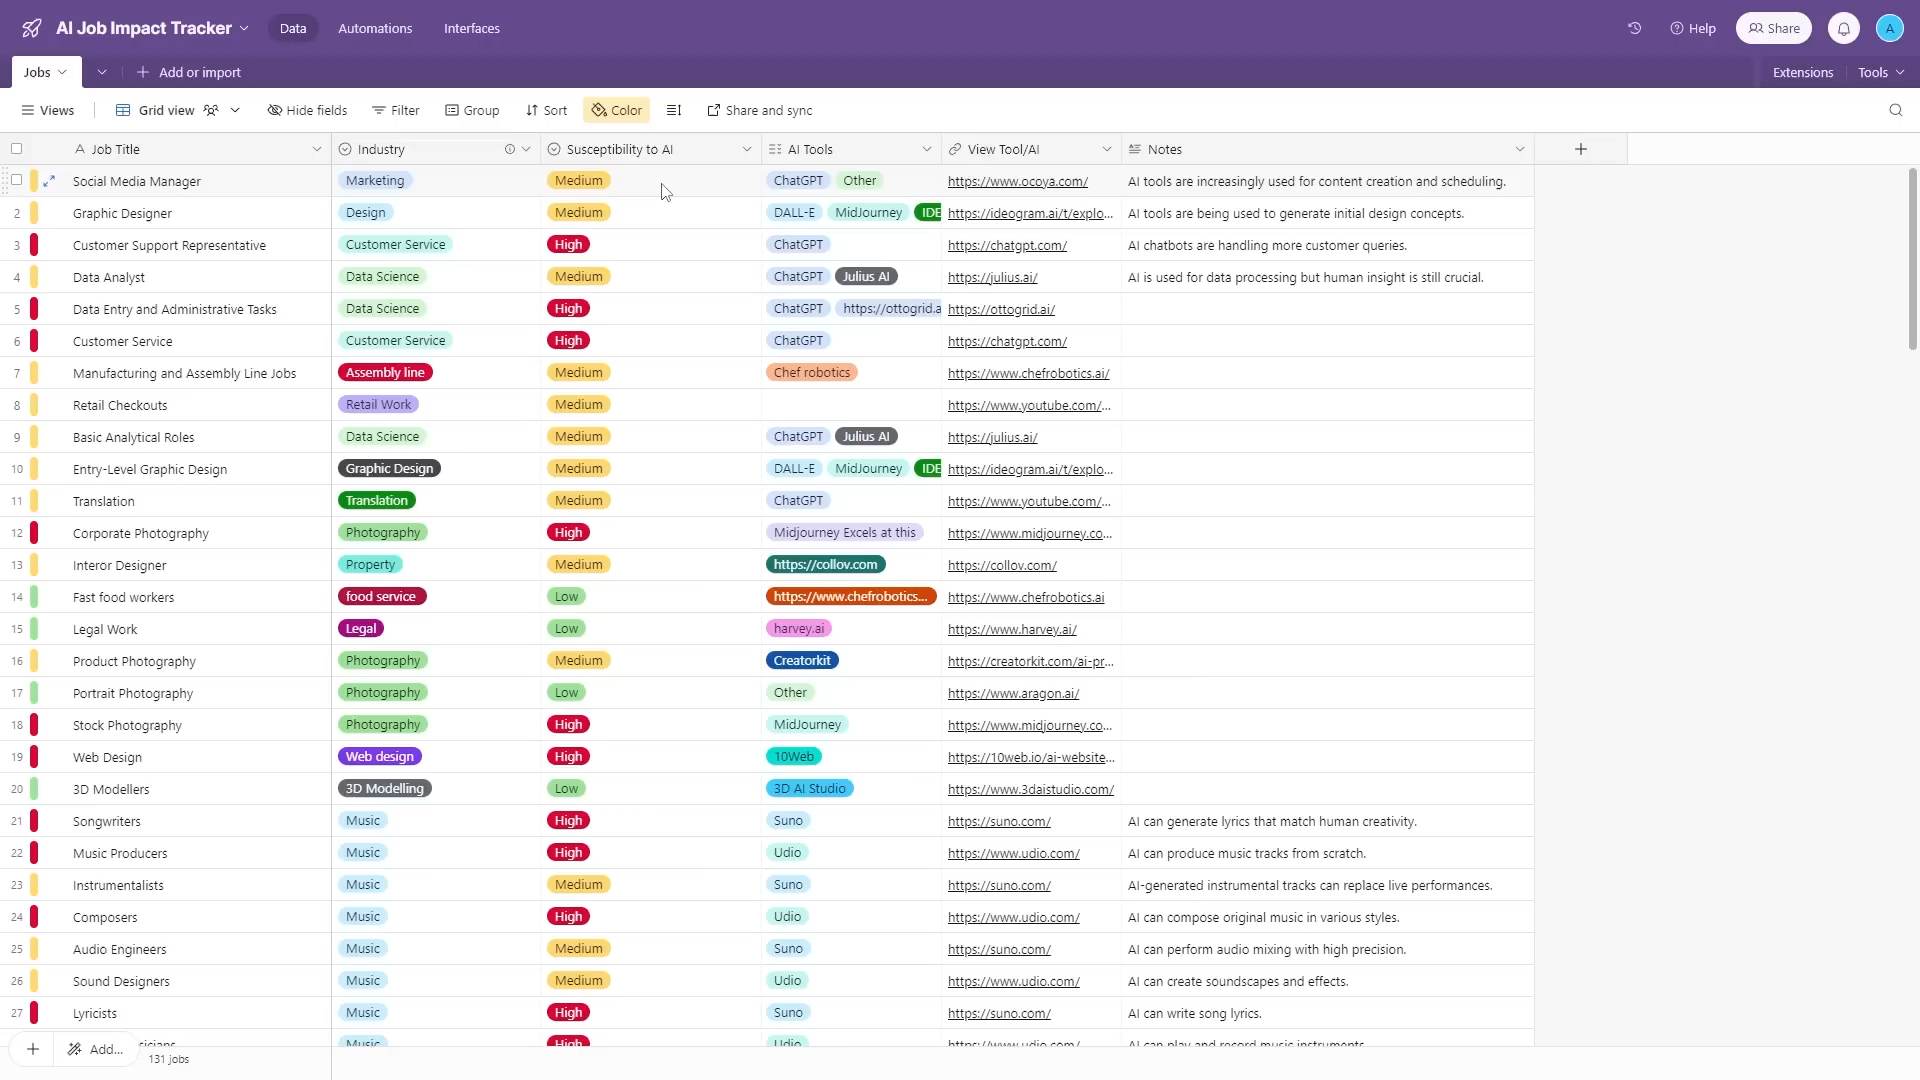 AI Job Impact Tracker Data Automations Interfaces Help Share A
Jobs Add or import Extensions Tools
Views Grid view Hide fields Filter Group Sort Color Share and sync
A Job Title Industry Susceptibility to AI AI Tools View Tool/AI Notes
Social Media Manager Marketing Medium ChatGPT Other https://www.ocoya.com/ AI tools are increasingly used for content creation and scheduling.
2 Graphic Designer Design Medium DALL-E MidJourney IDE https://ideogram.ai/t/explo... AI tools are being used to generate initial design concepts.
3 Customer Support Representative Customer Service High ChatGPT https://chatgpt.com/ AI chatbots are handling more customer queries.
4 Data Analyst Data Science Medium ChatGPT Julius AI https://julius.ai/ AI is used for data processing but human insight is still crucial.
5 Data Entry and Administrative Tasks Data Science High ChatGPT https://ottogrid.a https://ottogrid.ai/
6 Customer Service Customer Service High ChatGPT https://chatgpt.com/
7 Manufacturing and Assembly Line Jobs Assembly line Medium Chef robotics https://www.chefrobotics.ai/
8 Retail Checkouts Retail Work Medium https://www.youtube.com/...
9 Basic Analytical Roles Data Science Medium ChatGPT Julius AI https://julius.ai/
10 Entry-Level Graphic Design Graphic Design Medium DALL-E MidJourney IDE https://ideogram.ai/t/explo...
11 Translation Translation Medium ChatGPT https://www.youtube.com/...
12 Corporate Photography Photography High Midjourney Excels at this https://www.midjourney.co...
13 Interor Designer Property Medium https://collov.com https://collov.com/
14 Fast food workers food service Low https://www.chefrobotics... https://www.chefrobotics.ai
15 Legal Work Legal Low harvey.ai https://www.harvey.ai/
16 Product Photography Photography Medium Creatorkit https://creatorkit.com/ai-pr...
17 Portrait Photography Photography Low Other https://www.aragon.ai/
18 Stock Photography Photography High MidJourney https://www.midjourney.co...
19 Web Design Web design High 10Web https://10web.io/ai-website...
20 3D Modellers 3D Modelling Low 3D AI Studio https://www.3daistudio.com/
21 Songwriters Music High Suno https://suno.com/ AI can generate lyrics that match human creativity.
22 Music Producers Music High Udio https://www.udio.com/ AI can produce music tracks from scratch.
23 Instrumentalists Music Medium Suno https://suno.com/ AI-generated instrumental tracks can replace live performances.
24 Composers Music High Udio https://www.udio.com/ AI can compose original music in various styles.
25 Audio Engineers Music Medium Suno https://suno.com/ AI can perform audio mixing with high precision.
26 Sound Designers Music Medium Udio https://www.udio.com/ AI can create soundscapes and effects.
27 Lyricists Music High Suno https://suno.com/ AI can write song lyrics.
Music High Udio https://www.udio.com/ AI can play and record music instruments
Add... 131 jobs